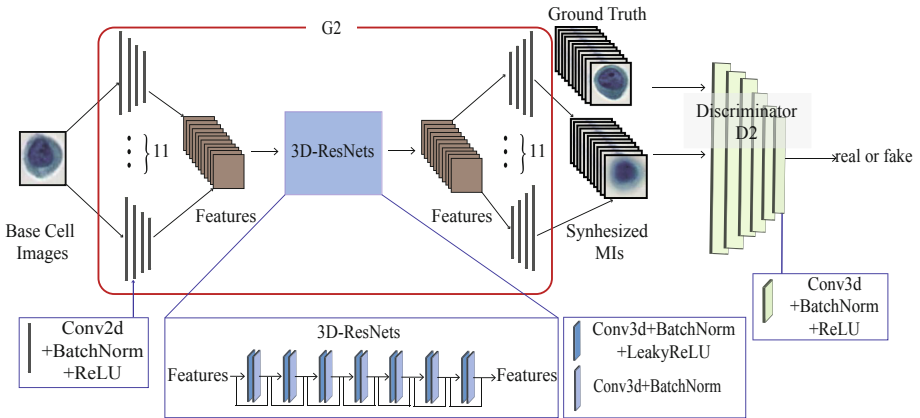 G2
Ground Truth
Discriminator
D2
11
3D-ResNets
11
real or fake
Base Cell
Images
Features
Features
Synhesized
MIs
Conv2d
+BatchNorm
+ReLU
3D-ResNets
Features
Features
Conv3d+BatchNorm
+LeakyReLU
Conv3d+BatchNorm
Conv3d
+BatchNorm
+ReLU